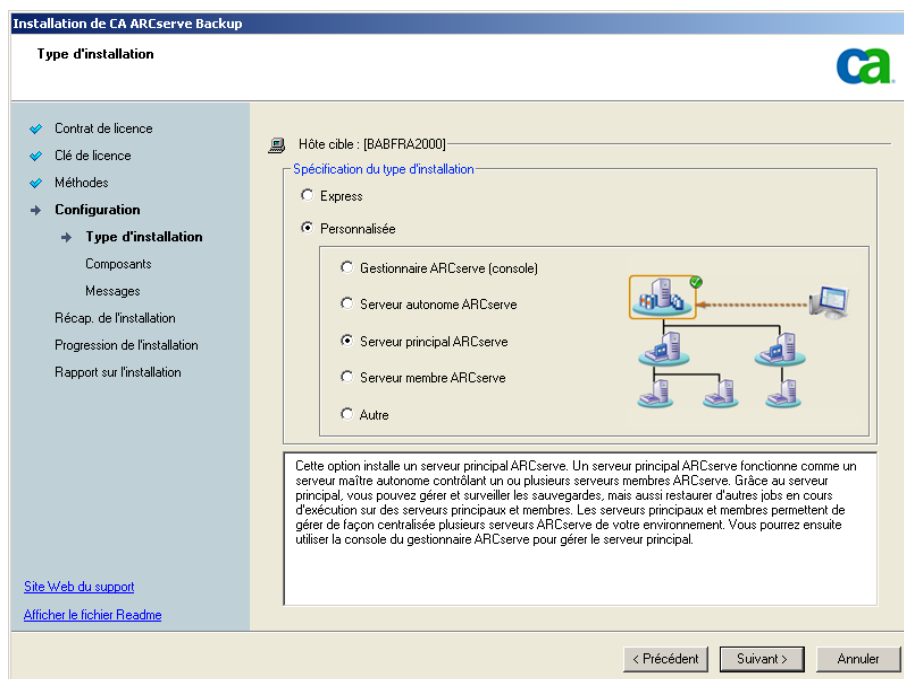 Installation de CA ARCserve Backup
Type d'installation
ca
Contrat de licence
Clé de licence
Méthodes
Configuration
Type d'installation
Composants
Messages
Récap. de l'installation
Progression de l'installation
Rapport sur l'installation
Site Web du support
Afficher le fichier Readme
Hôte cible : [BABFRA2000]
Spécification du type d'installation
Express
Personnalisée
Gestionnaire ARCserve (console)
Serveur autonome ARCserve
Serveur principal ARCserve
Serveur membre ARCserve
Autre
Cette option installe un serveur principal ARCserve. Un serveur principal ARCserve fonctionne comme un
serveur maître autonome contrôlant un ou plusieurs serveurs membres ARCserve. Grâce au serveur
principal, vous pouvez gérer et surveiller les sauvegardes, mais aussi restaurer d'autres jobs en cours
d'exécution sur des serveurs principaux et membres. Les serveurs principaux et membres permettent de
gérer de façon centralisée plusieurs serveurs ARCserve de votre environnement. Vous pourrez ensuite
utiliser la console du gestionnaire ARCserve pour gérer le serveur principal.
< Précédent
Suivant >
Annuler